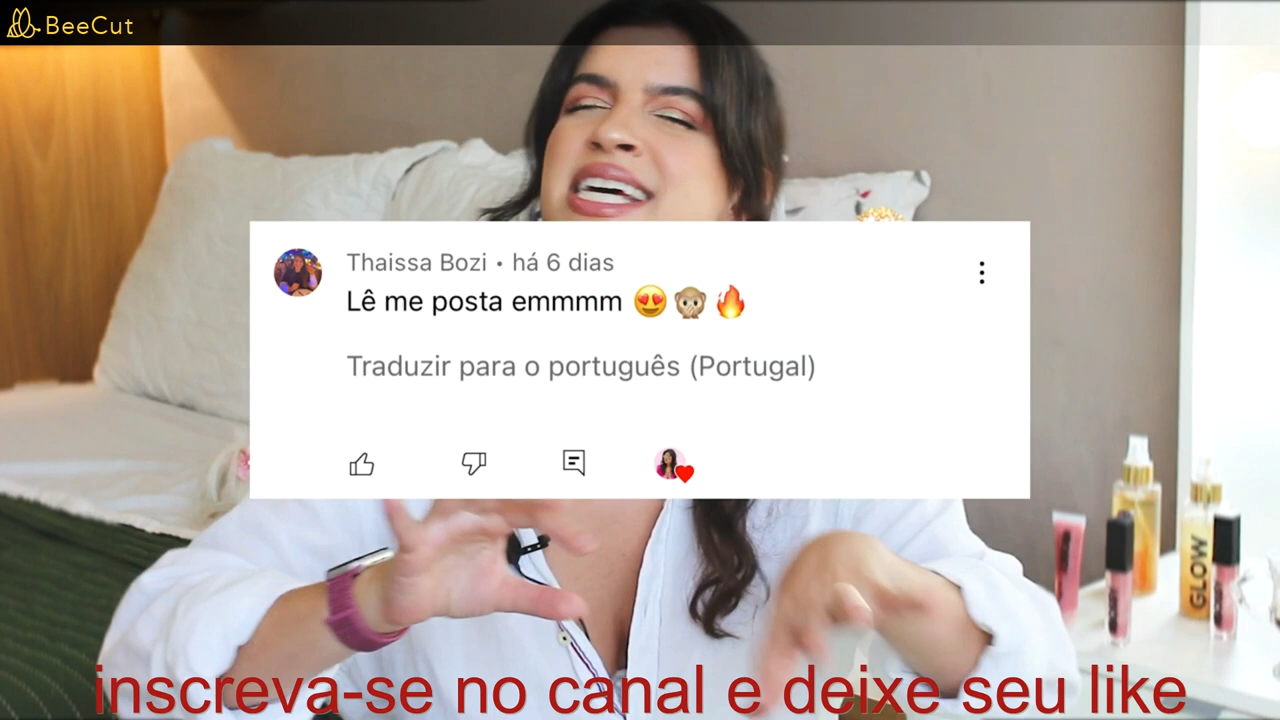 BeeCut
Thaissa Bozi • há 6 dias
Lê me posta emmmm 😍🙊🔥
Traduzir para o português (Portugal)
GLOW
inscreva-se no canal e deixe seu like